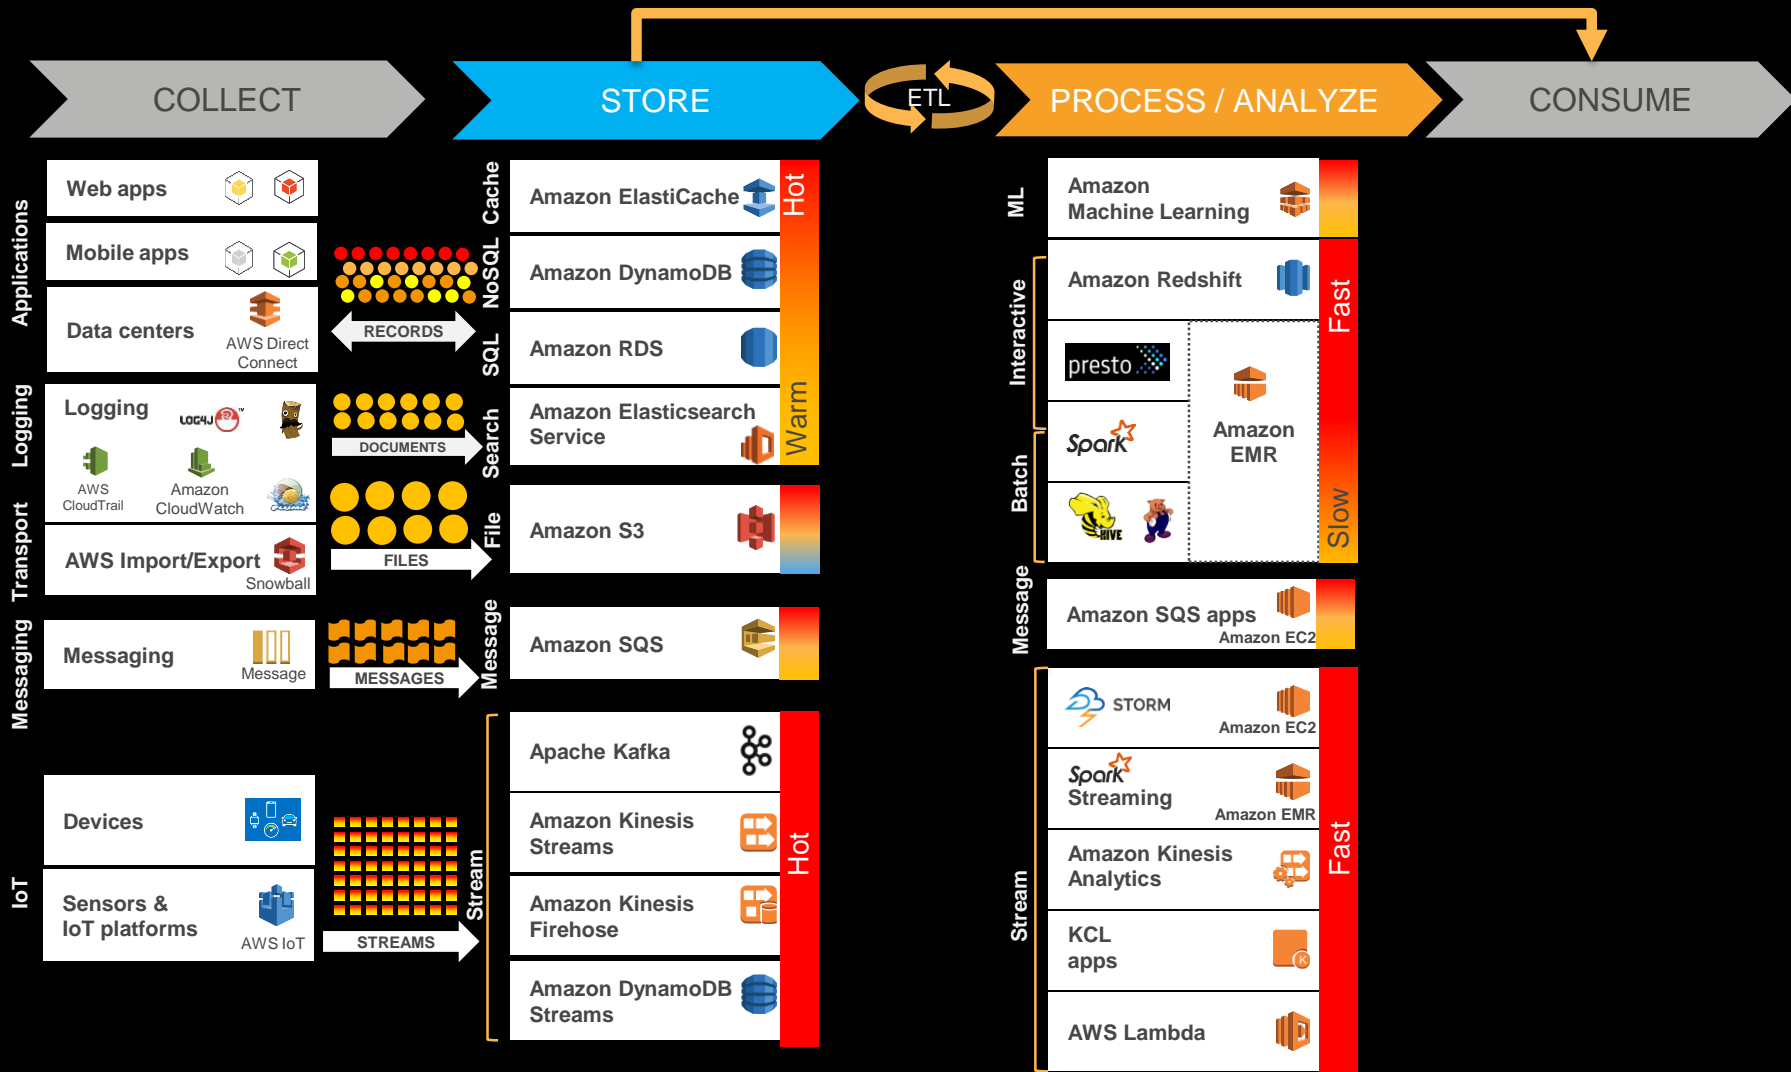 COLLECT
STORE
ETL
PROCESS / ANALYZE
CONSUME
Applications
Web apps
Mobile apps
Data centers
AWS Direct
Connect
Logging
Logging
LOG4J
TM
AWS
CloudTrail
Amazon
CloudWatch
Transport
AWS Import/Export
Snowball
Messaging
Messaging
Message
IoT
Devices
Sensors &
IoT platforms
AWS IoT
RECORDS
DOCUMENTS
FILES
MESSAGES
STREAMS
Cache
Amazon ElastiCache
Hot
NoSQL
Amazon DynamoDB
SQL
Amazon RDS
Search
Amazon Elasticsearch
Service
Warm
File
Amazon S3
Message
Amazon SQS
Stream
Apache Kafka
Amazon Kinesis
Streams
Amazon Kinesis
Firehose
Amazon DynamoDB
Streams
Hot
ML
Amazon
Machine Learning
Interactive
Amazon Redshift
Fast
presto
Spark
Amazon
EMR
Batch
HIVE
Slow
Message
Amazon SQS apps
Amazon EC2
Stream
STORM
Amazon EC2
Spark
Streaming
Amazon EMR
Amazon Kinesis
Analytics
Fast
KCL
apps
K
AWS Lambda